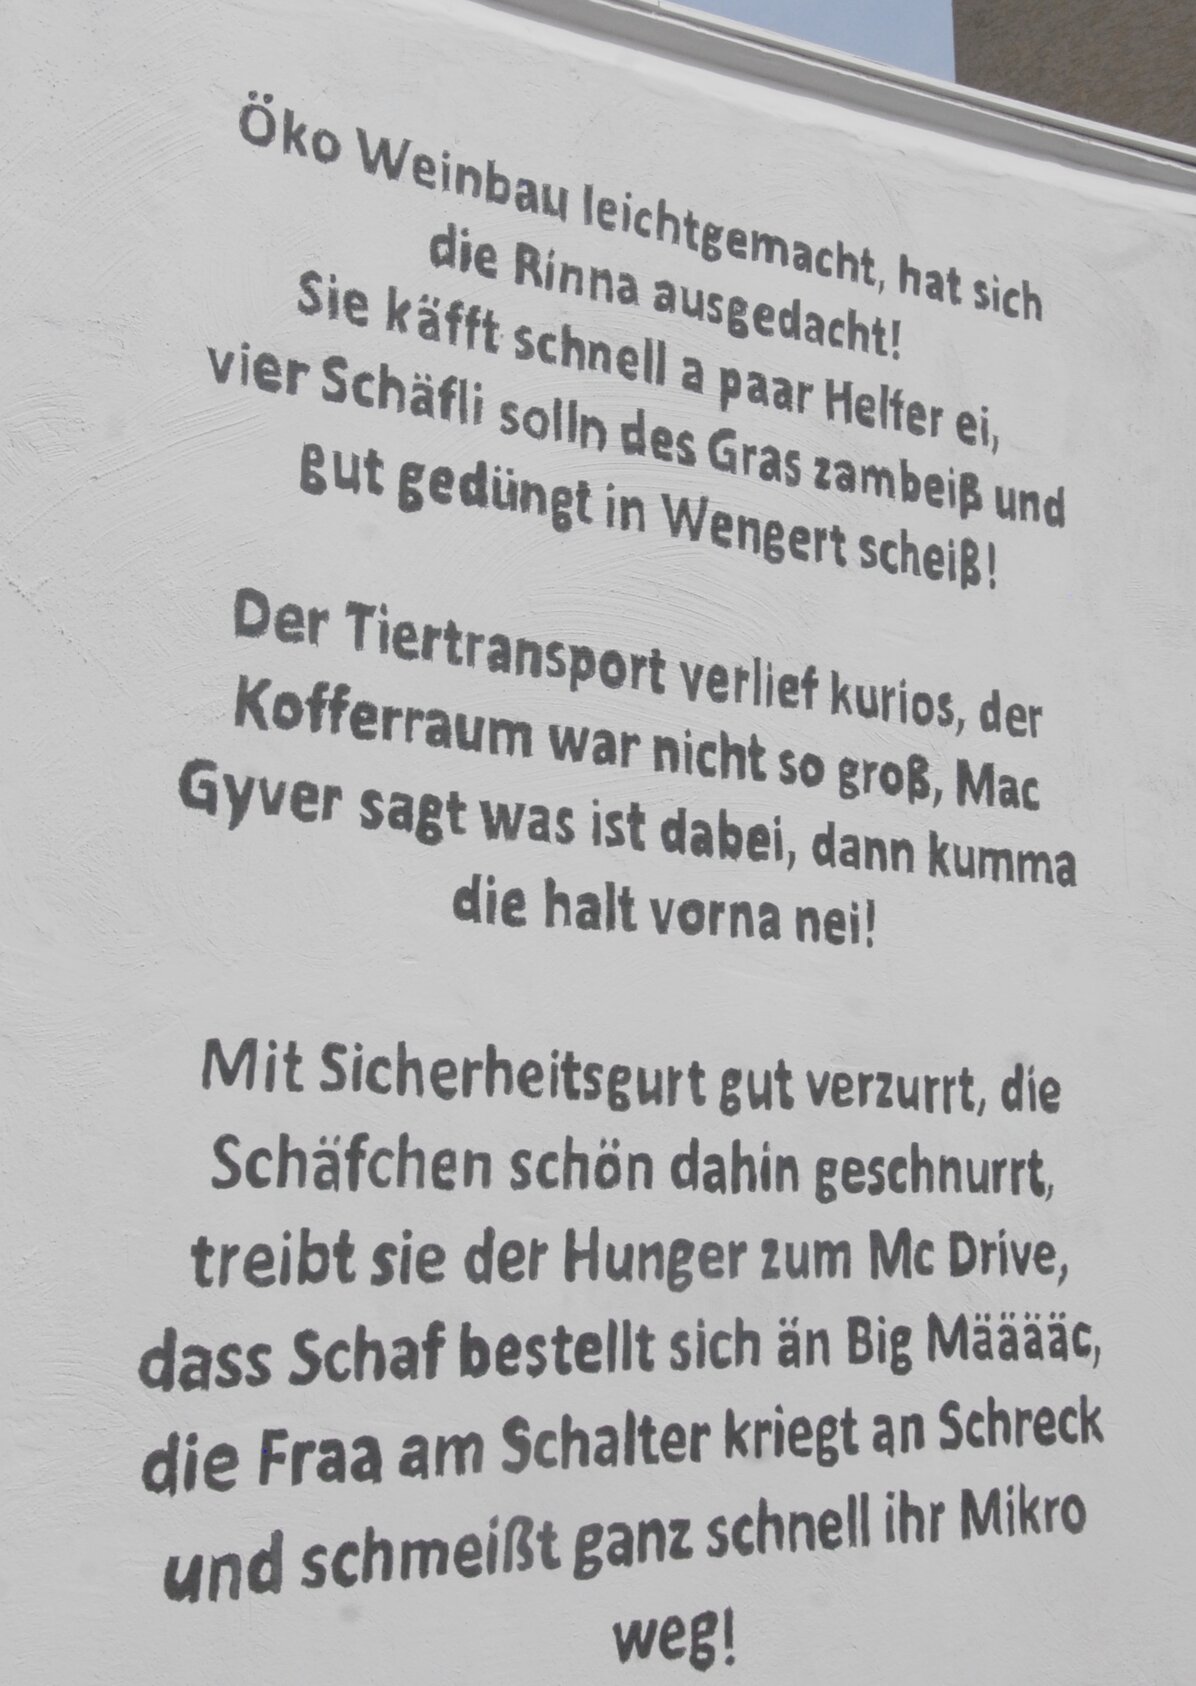 Öko Weinbau leichtgemacht, hat sich
die Rinna ausgedacht!
Sie käfft schnell a paar Helfer ei,
vier Schäfli solln des Gras zambeiß und
gut gedüngt in Wengert scheiß!
Der Tiertransport verlief kurios, der
Kofferraum war nicht so groß, Mac
Gyver sagt was ist dabei, dann kumma
die halt vorna nei!
Mit Sicherheitsgurt gut verzurrt, die
Schäfchen schön dahin geschnurrt,
treibt sie der Hunger zum Mc Drive,
dass Schaf bestellt sich än Big Määääc,
die Fraa am Schalter kriegt an Schreck
und schmeißt ganz schnell ihr Mikro
weg!